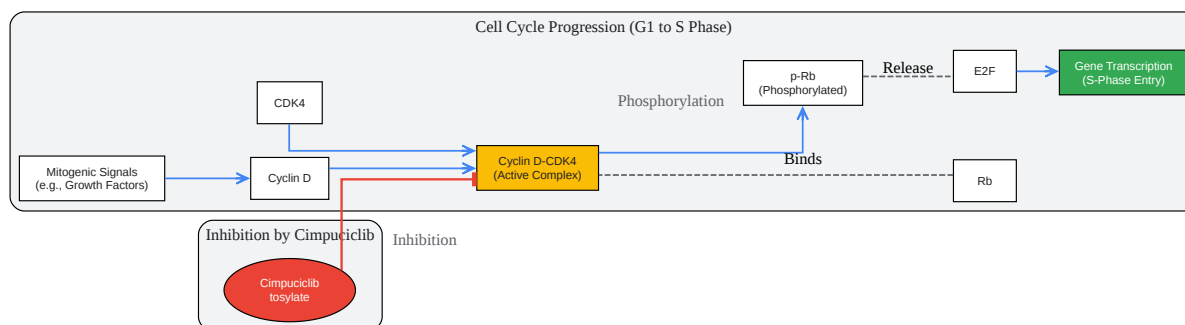 Cell Cycle Progression (G1 to S Phase)
p-Rb
(Phosphorylated)
Release
E2F
Gene Transcription
(S-Phase Entry)
CDK4
Phosphorylation
Mitogenic Signals
(e.g., Growth Factors)
Cyclin D
Cyclin D-CDK4
(Active Complex)
Binds
Rb
Inhibition by Cimpuciclib
Inhibition
Cimpuciclib
tosylate